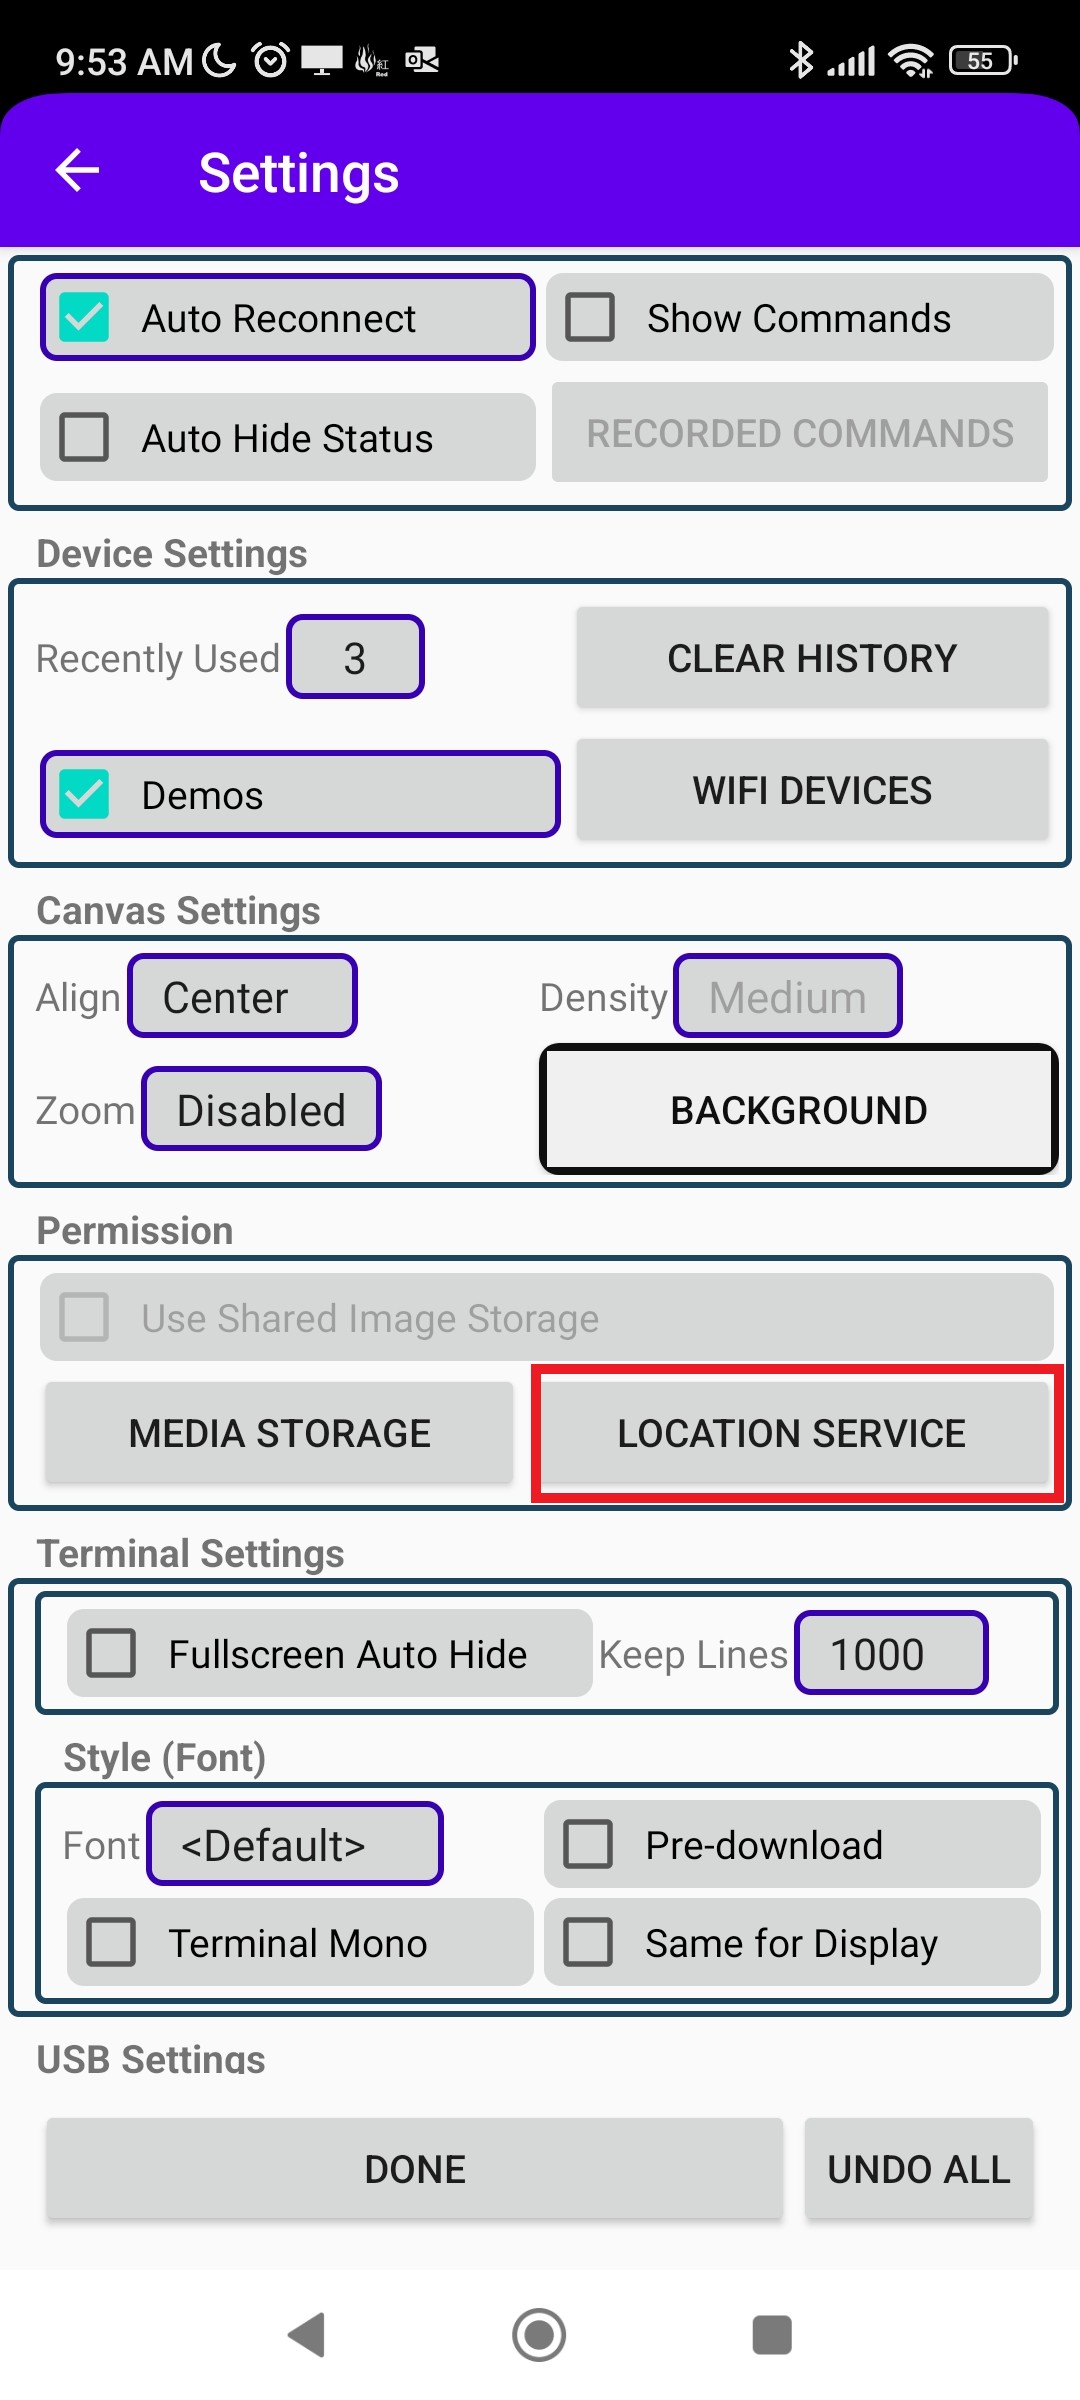 9:53 AM
紅
Red
55
Settings
Auto Reconnect
Show Commands
Auto Hide Status
RECORDED COMMANDS
Device Settings
Recently Used 3
CLEAR HISTORY
Demos
WIFI DEVICES
Canvas Settings
Align Center
Density Medium
Zoom Disabled
BACKGROUND
Permission
Use Shared Image Storage
MEDIA STORAGE
LOCATION SERVICE
Terminal Settings
Fullscreen Auto Hide
Keep Lines 1000
Style (Font)
Font <Default>
Pre-download
Terminal Mono
Same for Display
USB Settings
DONE
UNDO ALL